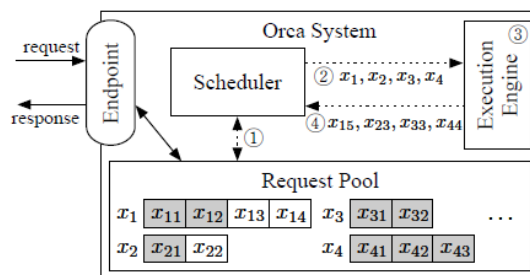 Orca System
request
response
Endpoint
Scheduler
② x₁, x₂, x₃, x₄
③
Execution
Engine
④ x₁₅, x₂₃, x₃₃, x₄₄
①
Request Pool
x₁ x₁₁ x₁₂ x₁₃ x₁₄ x₃ x₃₁ x₃₂ ...
x₂ x₂₁ x₂₂ x₄ x₄₁ x₄₂ x₄₃